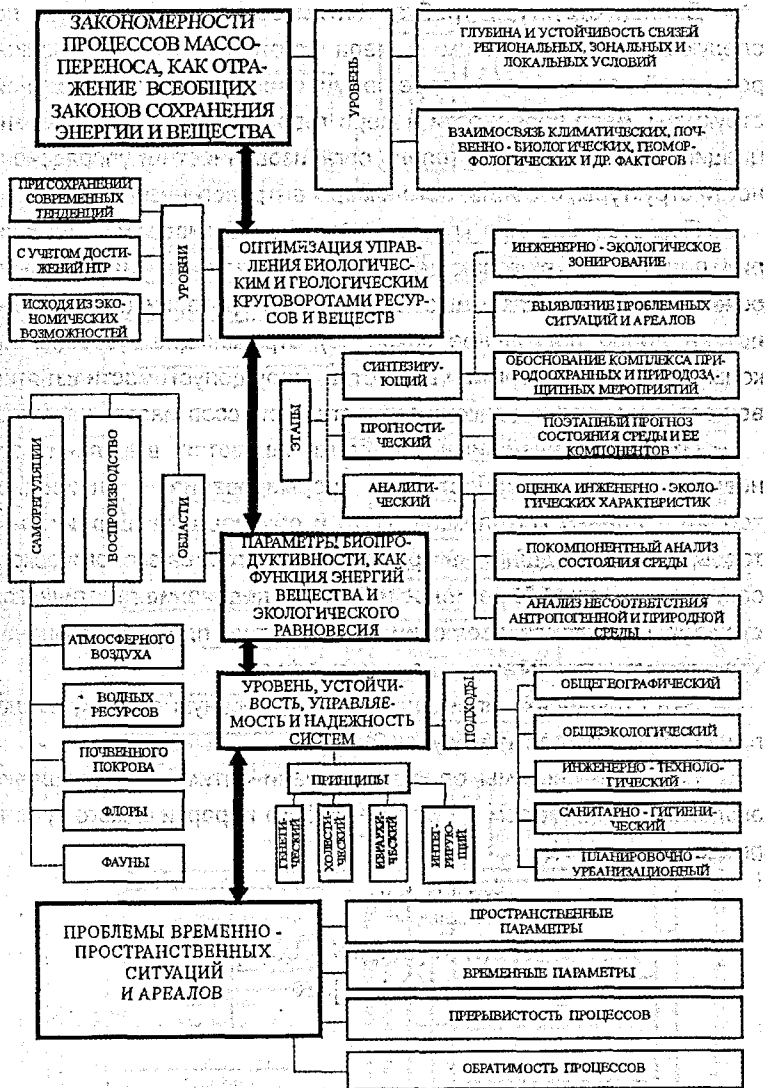 ЗАКОНОМЕРНОСТИ
ПРОЦЕССОВ МАССО-
ПЕРЕНОСА, КАК ОТРА-
ЖЕНИЕ ВСЕОБЩИХ
ЗАКОНОВ СОХРАНЕНИЯ
ЭНЕРГИИ И ВЕЩЕСТВА
УРОВЕНЬ
ГЛУБИНА И УСТОЙЧИВОСТЬ СВЯЗЕЙ
РЕГИОНАЛЬНЫХ, ЗОНАЛЬНЫХ И
ЛОКАЛЬНЫХ УСЛОВИЙ
ВЗАИМОСВЯЗЬ КЛИМАТИЧЕСКИХ, ПОЧ-
ВЕННО - БИОЛОГИЧЕСКИХ, ГЕОМОР-
ФОЛОГИЧЕСКИХ И ДР. ФАКТОРОВ
ПРИ СОХРАНЕНИИ
СОВРЕМЕННЫХ
ТЕНДЕНЦИЙ
С УЧЕТОМ ДОСТИ-
ЖЕНИЙ НТР
ИСХОДЯ ИЗ ЭКО-
НОМИЧЕСКИХ
ВОЗМОЖНОСТЕЙ
УРОВНИ
ОПТИМИЗАЦИЯ УПРАВ-
ЛЕНИЯ БИОЛОГИЧЕС-
КИМ И ГЕОЛОГИЧЕСКИМ
КРУГОВОРОТАМИ РЕСУР-
СОВ И ВЕЩЕСТВ
ИНЖЕНЕРНО - ЭКОЛОГИЧЕСКОЕ
ЗОНИРОВАНИЕ
ВЫЯВЛЕНИЕ ПРОБЛЕМНЫХ
СИТУАЦИЙ И АРЕАЛОВ
ОБОСНОВАНИЕ КОМПЛЕКСА ПРИ-
РОДООХРАННЫХ И ПРИРОДОЗА-
ЩИТНЫХ МЕРОПРИЯТИЙ
ЭТАПЫ
СИНТЕЗИРУ-
ЮЩИЙ
ПРОГНОСТИ-
ЧЕСКИЙ
АНАЛИТИ-
ЧЕСКИЙ
ПОЭТАПНЫЙ ПРОГНОЗ
СОСТОЯНИЯ СРЕДЫ И ЕЕ
КОМПОНЕНТОВ
ОЦЕНКА ИНЖЕНЕРНО - ЭКОЛО-
ГИЧЕСКИХ ХАРАКТЕРИСТИК
ПОКОМПОНЕНТНЫЙ АНАЛИЗ
СОСТОЯНИЯ СРЕДЫ
АНАЛИЗ НЕСООТВЕТСТВИЯ
АНТРОПОГЕННОЙ И ПРИРОДНОЙ
СРЕДЫ
САМОРЕГУЛЯЦИИ
ВОСПРОИЗВОДСТВО
ОБЛАСТИ
ПАРАМЕТРЫ БИОПРО-
ДУКТИВНОСТИ, КАК
ФУНКЦИЯ ЭНЕРГИЙ
ВЕЩЕСТВА И
ЭКОЛОГИЧЕСКОГО
РАВНОВЕСИЯ
АТМОСФЕРНОГО
ВОЗДУХА
ВОДНЫХ
РЕСУРСОВ
ПОЧВЕННОГО
ПОКРОВА
ФЛОРЫ
ФАУНЫ
УРОВЕНЬ, УСТОЙЧИ-
ВОСТЬ, УПРАВЛЯЕ-
МОСТЬ И НАДЕЖНОСТЬ
СИСТЕМ
ПОДХОДЫ
ОБЩЕГЕОГРАФИЧЕСКИЙ
ОБЩЕЭКОЛОГИЧЕСКИЙ
ИНЖЕНЕРНО - ТЕХНОЛО-
ГИЧЕСКИЙ
САНИТАРНО - ГИГИЕНИ-
ЧЕСКИЙ
ПЛАНИРОВОЧНО -
УРБАНИЗАЦИОННЫЙ
ПРИНЦИПЫ
ГЕНЕТИ-
ЧЕСКИЙ
ХОЛЕСТИ-
ЧЕСКИЙ
ИЕРАРХИ-
ЧЕСКИЙ
ИНТЕГ-
РИРУЮ-
ЩИЙ
ПРОБЛЕМЫ ВРЕМЕННО -
ПРОСТРАНСТВЕННЫХ
СИТУАЦИЙ
И АРЕАЛОВ
ПРОСТРАНСТВЕННЫЕ
ПАРАМЕТРЫ
ВРЕМЕННЫЕ ПАРАМЕТРЫ
ПРЕРЫВИСТОСТЬ ПРОЦЕССОВ
ОБРАТИМОСТЬ ПРОЦЕССОВ